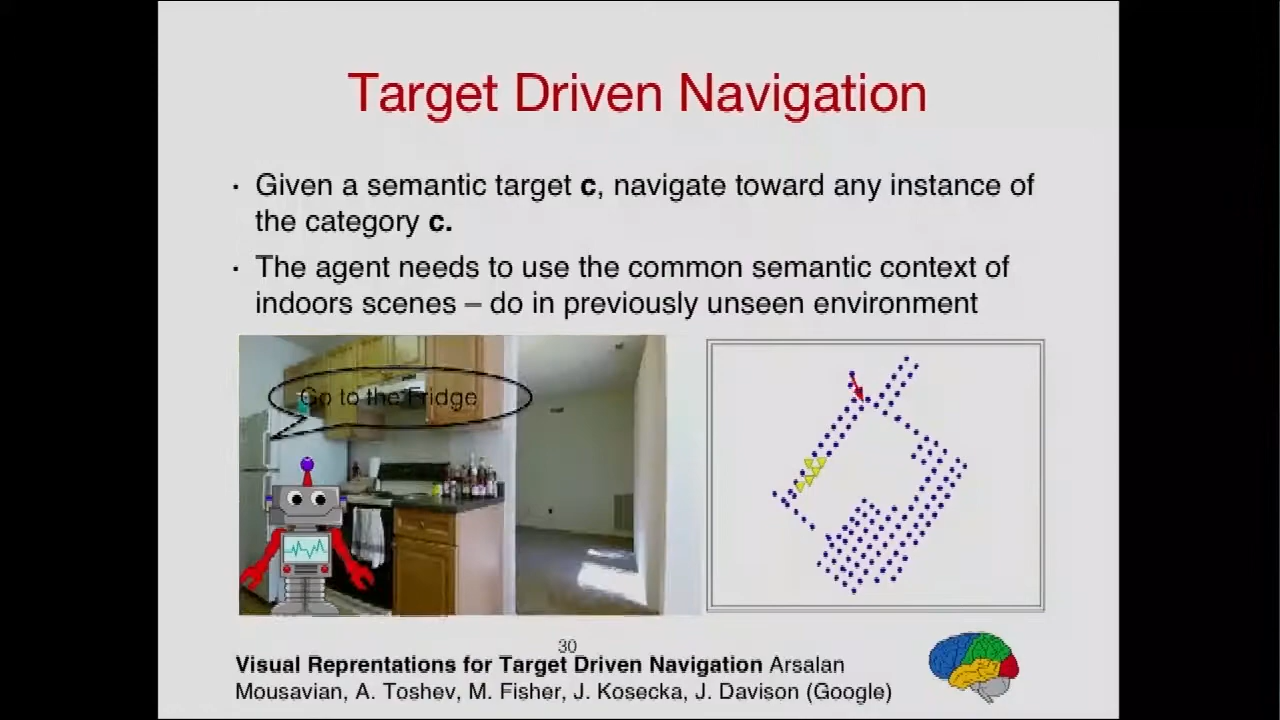 Target Driven Navigation
· Given a semantic target c, navigate toward any instance of
the category c.
· The agent needs to use the common semantic context of
indoors scenes – do in previously unseen environment
Go to the Fridge
30
Visual Reprentations for Target Driven Navigation Arsalan
Mousavian, A. Toshev, M. Fisher, J. Kosecka, J. Davison (Google)